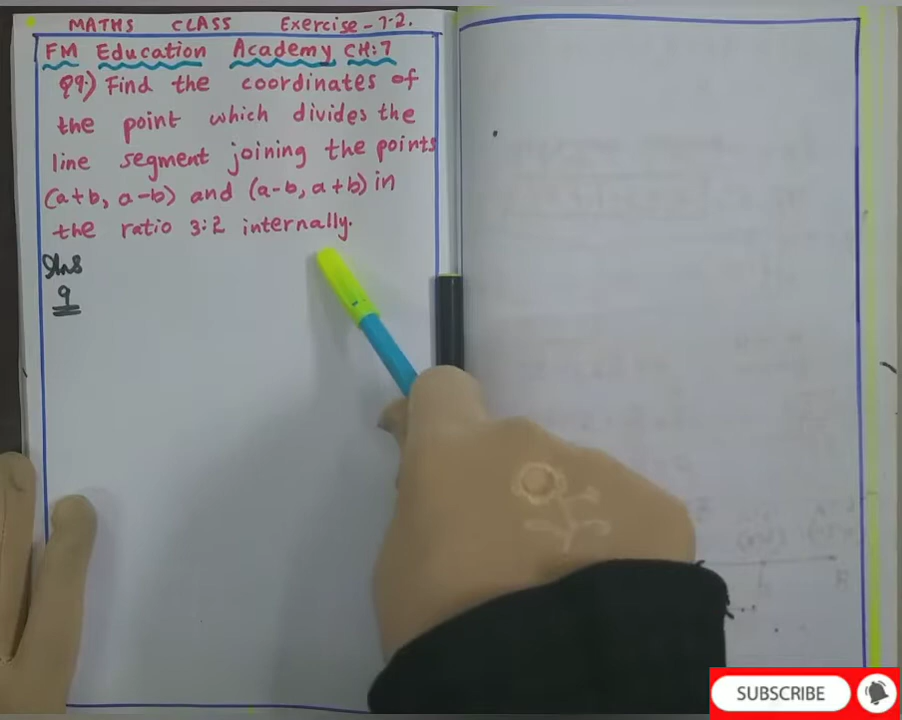 MATHS CLASS Exercise-7.2.
FM Education Academy CH:7
Q9:) Find the coordinates of
the point which divides the
line segment joining the points
(a+b, a-b) and (a-b, a+b) in
the ratio 3:2 internally.
Ans
9
SUBSCRIBE